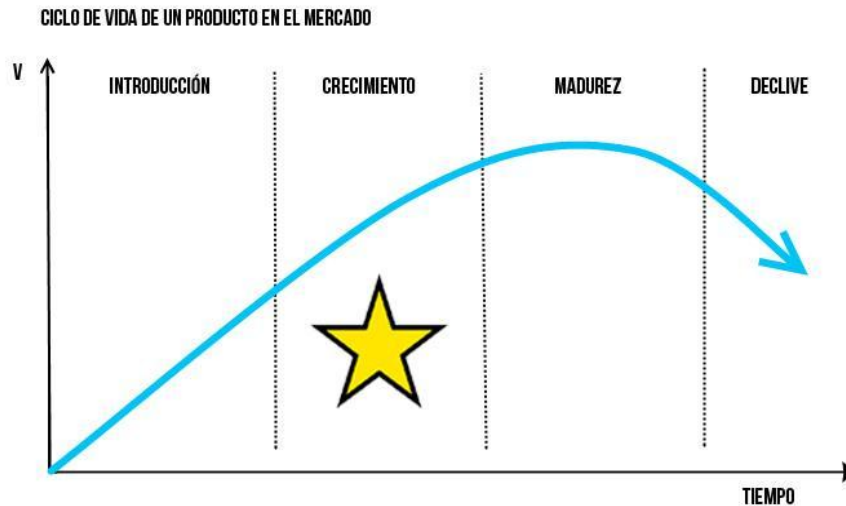 CICLO DE VIDA DE UN PRODUCTO EN EL MERCADO
V
INTRODUCCIÓN
CRECIMIENTO
MADUREZ
DECLIVE
TIEMPO